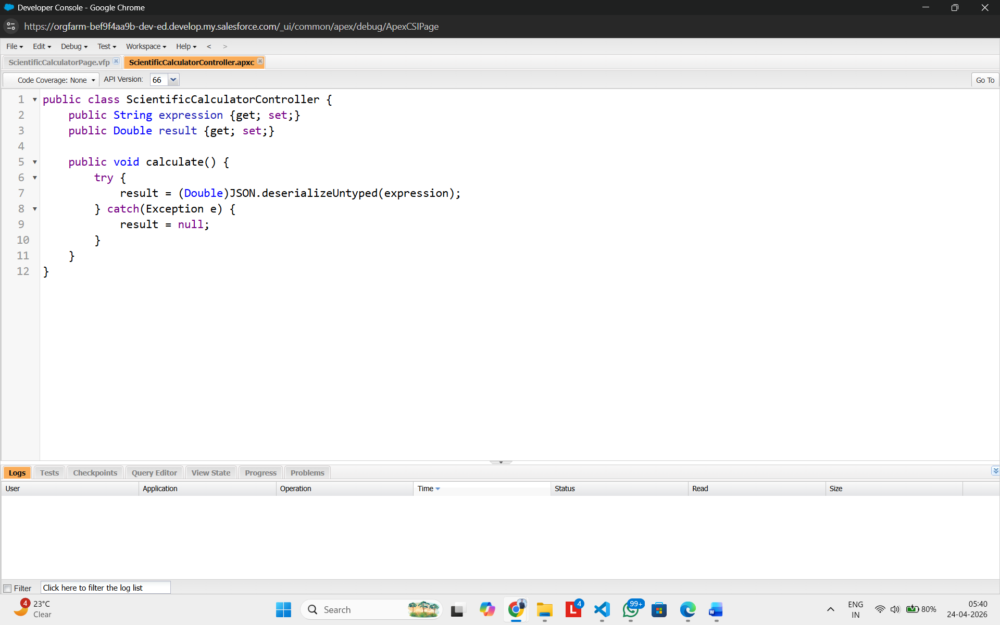 Developer Console - Google Chrome
https://orgfarm-bef9f4aa9b-dev-ed.develop.my.salesforce.com/_ui/common/apex/debug/ApexCSIPage
File Edit Debug Test Workspace Help < >
ScientificCalculatorPage.vfp ScientificCalculatorController.apxc
Code Coverage: None API Version: 66 Go To
1 public class ScientificCalculatorController {
2 public String expression {get; set;}
3 public Double result {get; set;}
4
5 public void calculate() {
6 try {
7 result = (Double)JSON.deserializeUntyped(expression);
8 } catch(Exception e) {
9 result = null;
10 }
11 }
12 }
Logs Tests Checkpoints Query Editor View State Progress Problems
User Application Operation Time Status Read Size
Filter Click here to filter the log list
4 23°C
Clear
Search
L 4
99+
W
ENG
IN
80%
05:40
24-04-2026